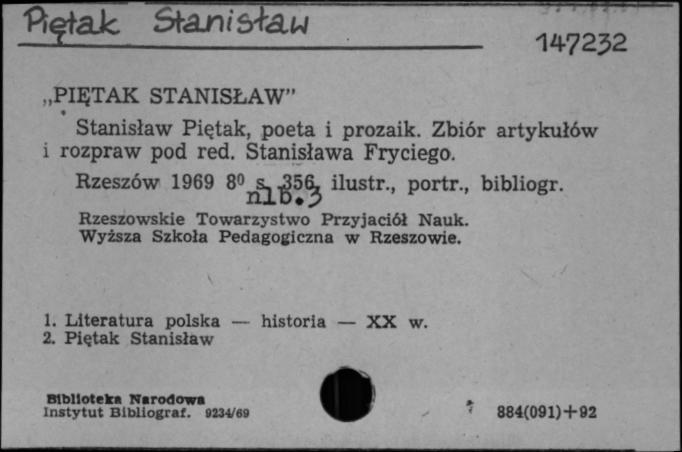 Piętak Stanisław
147232
„PIĘTAK STANISŁAW”
Stanisław Piętak, poeta i prozaik. Zbiór artykułów
i rozpraw pod red. Stanisława Fryciego.
Rzeszów 1969 8⁰ s. 356, ilustr., portr., bibliogr.
nlb. 3
Rzeszowskie Towarzystwo Przyjaciół Nauk.
Wyższa Szkoła Pedagogiczna w Rzeszowie.
1. Literatura polska — historia — XX w.
2. Piętak Stanisław
Biblioteka Narodowa
Instytut Bibliograf. 9234/69
884(091)+92